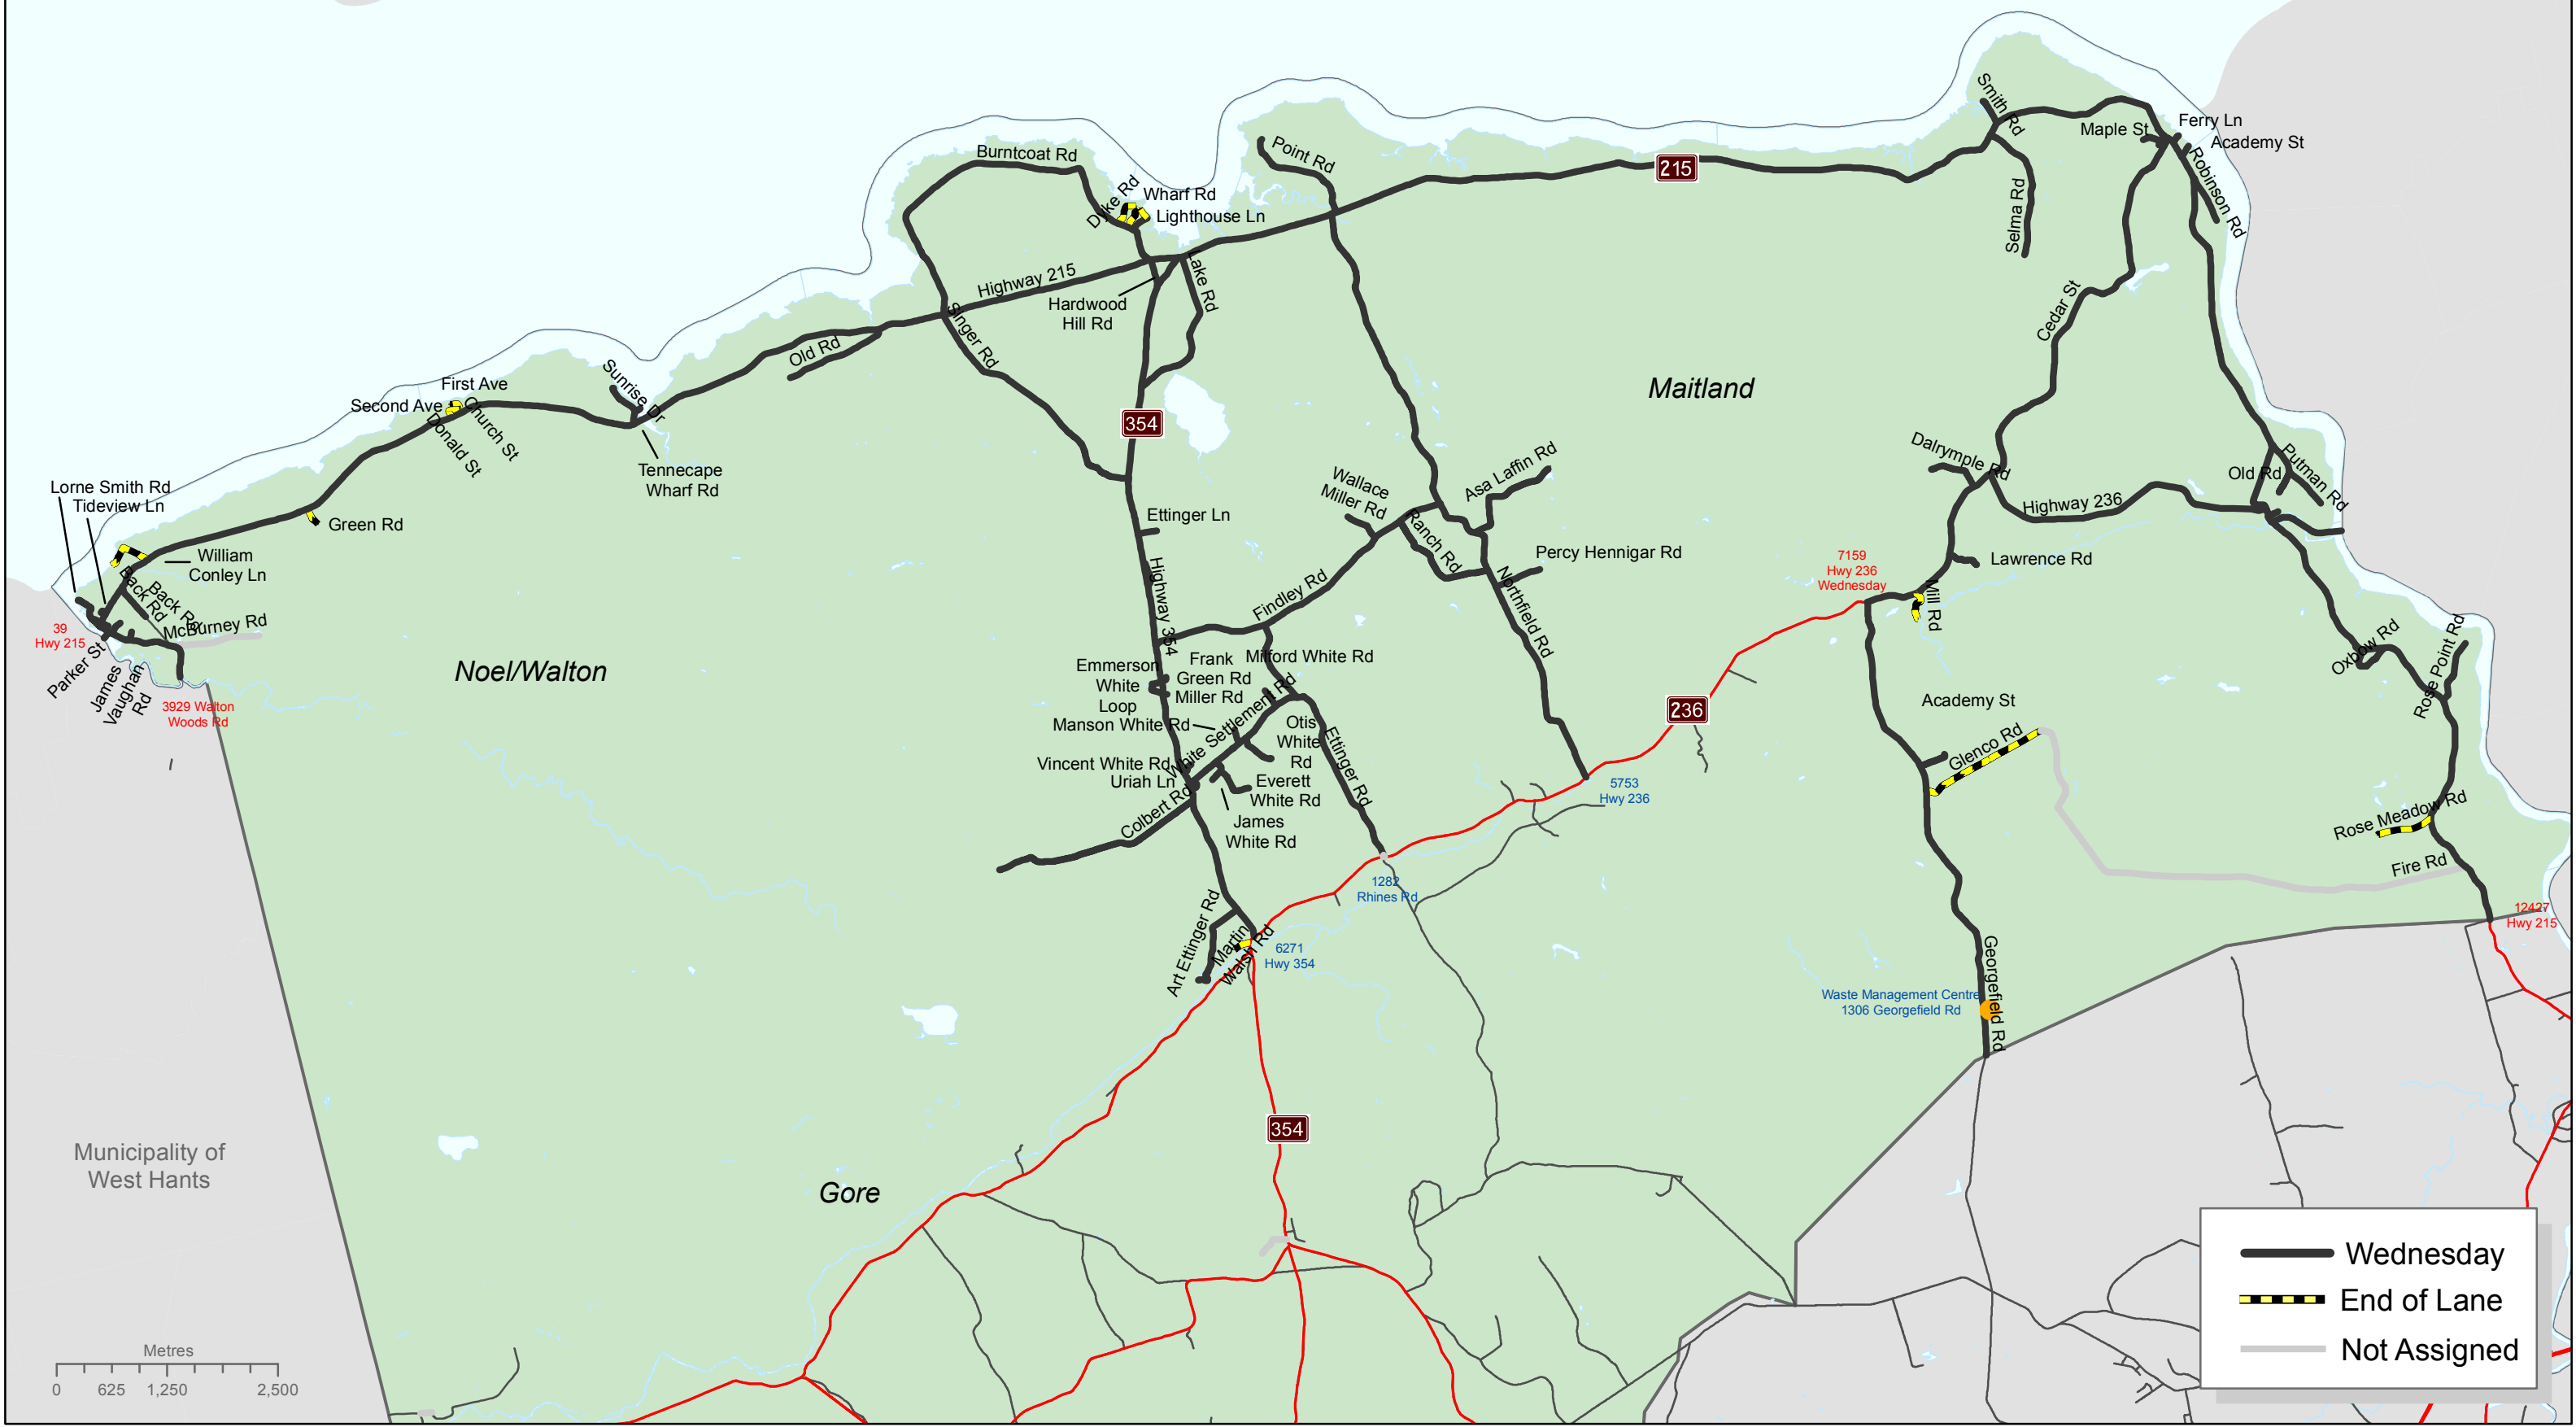 Smith Rd
Maple St
Ferry Ln
Academy St
Robinson Rd
Selma Rd
Burntcoat Rd
Point Rd
215
Dyke Rd
Wharf Rd
Lighthouse Ln
Highway 215
Lake Rd
Hardwood
Hill Rd
Singer Rd
Old Rd
Cedar St
Sunrise Dr
First Ave
Second Ave
Church St
Donald St
Maitland
354
Tennecape
Wharf Rd
Lorne Smith Rd
Tideview Ln
Green Rd
William
Conley Ln
Back Rd
Back Rd
McBurney Rd
39
Hwy 215
Parker St
James
Vaughan
Rd
3929 Walton
Woods Rd
Noel/Walton
Dalrymple Rd
Old Rd
Putman Rd
Highway 236
Wallace
Miller Rd
Asa Laffin Rd
Ranch Rd
Ettinger Ln
Percy Hennigar Rd
Northfield Rd
Findley Rd
Highway 354
7159
Hwy 236
Wednesday
Lawrence Rd
Mill Rd
Oxbow Rd
Rose Point Rd
Emmerson
White
Loop
Frank
Green Rd
Miller Rd
Milford White Rd
Manson White Rd
White Settlement Rd
Otis
White
Rd
Ettinger Rd
Vincent White Rd
Uriah Ln
Everett
White Rd
Colbert Rd
James
White Rd
236
Academy St
Glenco Rd
5753
Hwy 236
Rose Meadow Rd
Fire Rd
1282
Rhines Rd
12427
Hwy 215
Art Ettinger Rd
Martin
Walsh Rd
6271
Hwy 354
Georgefield Rd
Waste Management Centre
1306 Georgefield Rd
354
Municipality of
West Hants
Gore
Metres
0 625 1,250 2,500
Wednesday
End of Lane
Not Assigned